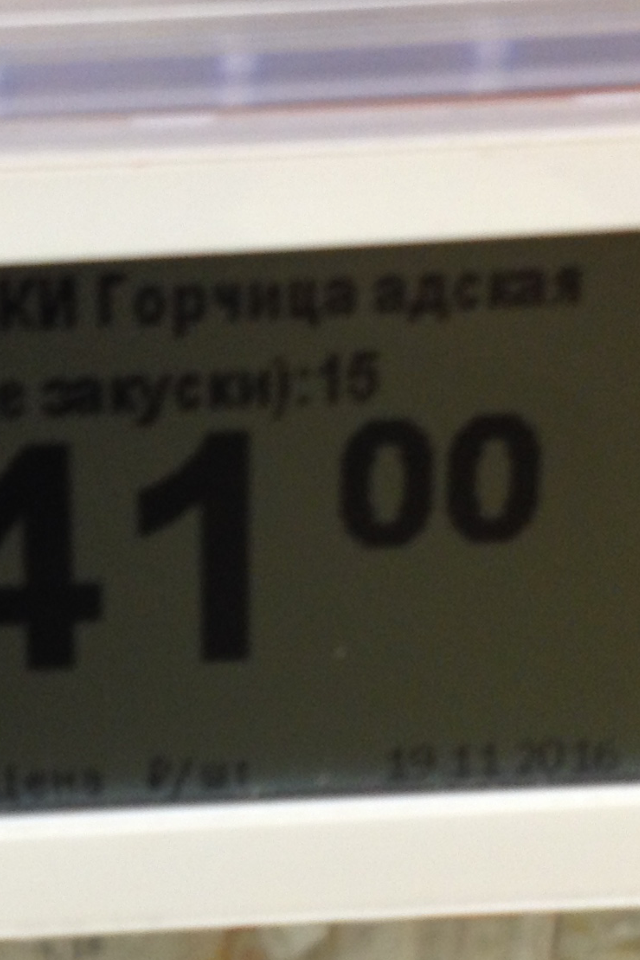 КИ Горчица адская
е закуски):15
41 00
цена ₽/шт 19.11.2016